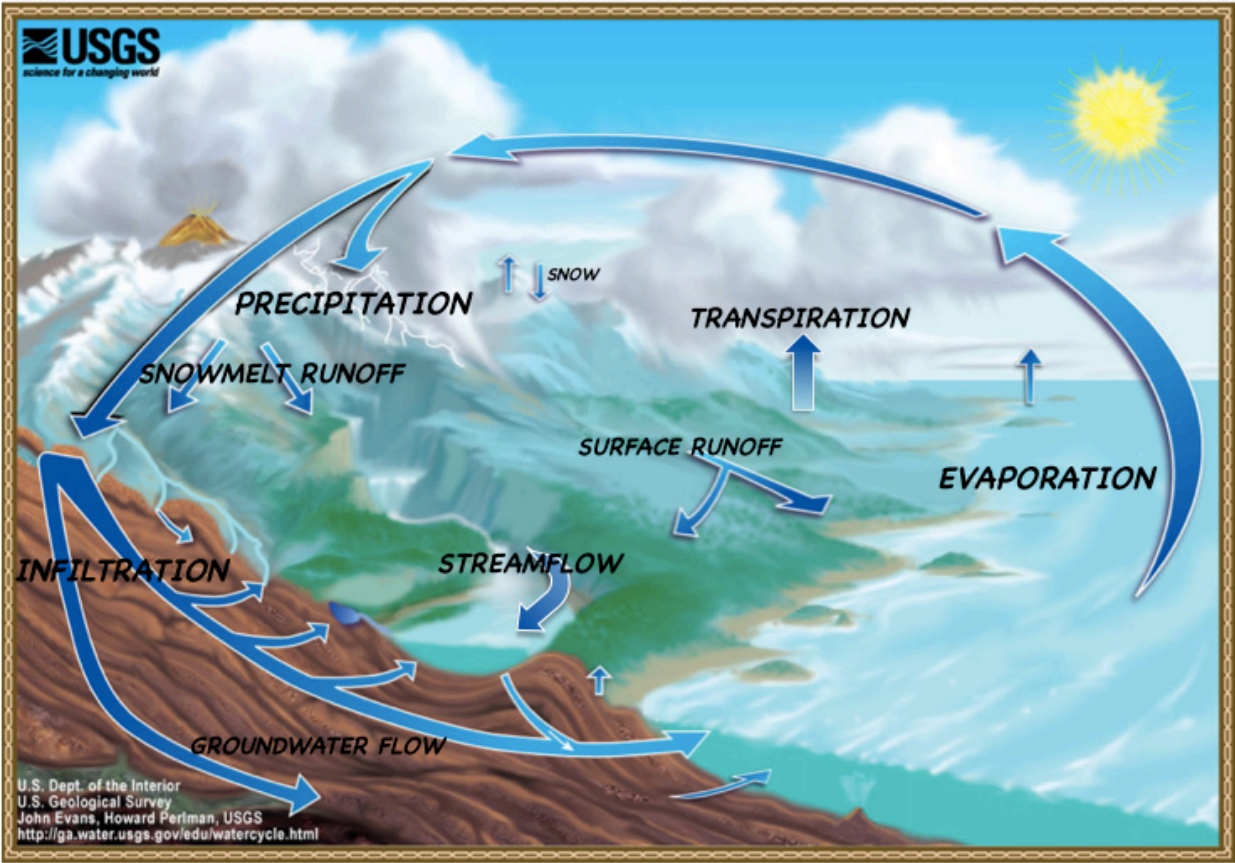 USGS
science for a changing world
SNOW
PRECIPITATION
TRANSPIRATION
SNOWMELT RUNOFF
SURFACE RUNOFF
EVAPORATION
STREAMFLOW
INFILTRATION
GROUNDWATER FLOW
U.S. Dept. of the Interior
U.S. Geological Survey
John Evans, Howard Perlman, USGS
http://ga.water.usgs.gov/edu/watercycle.html